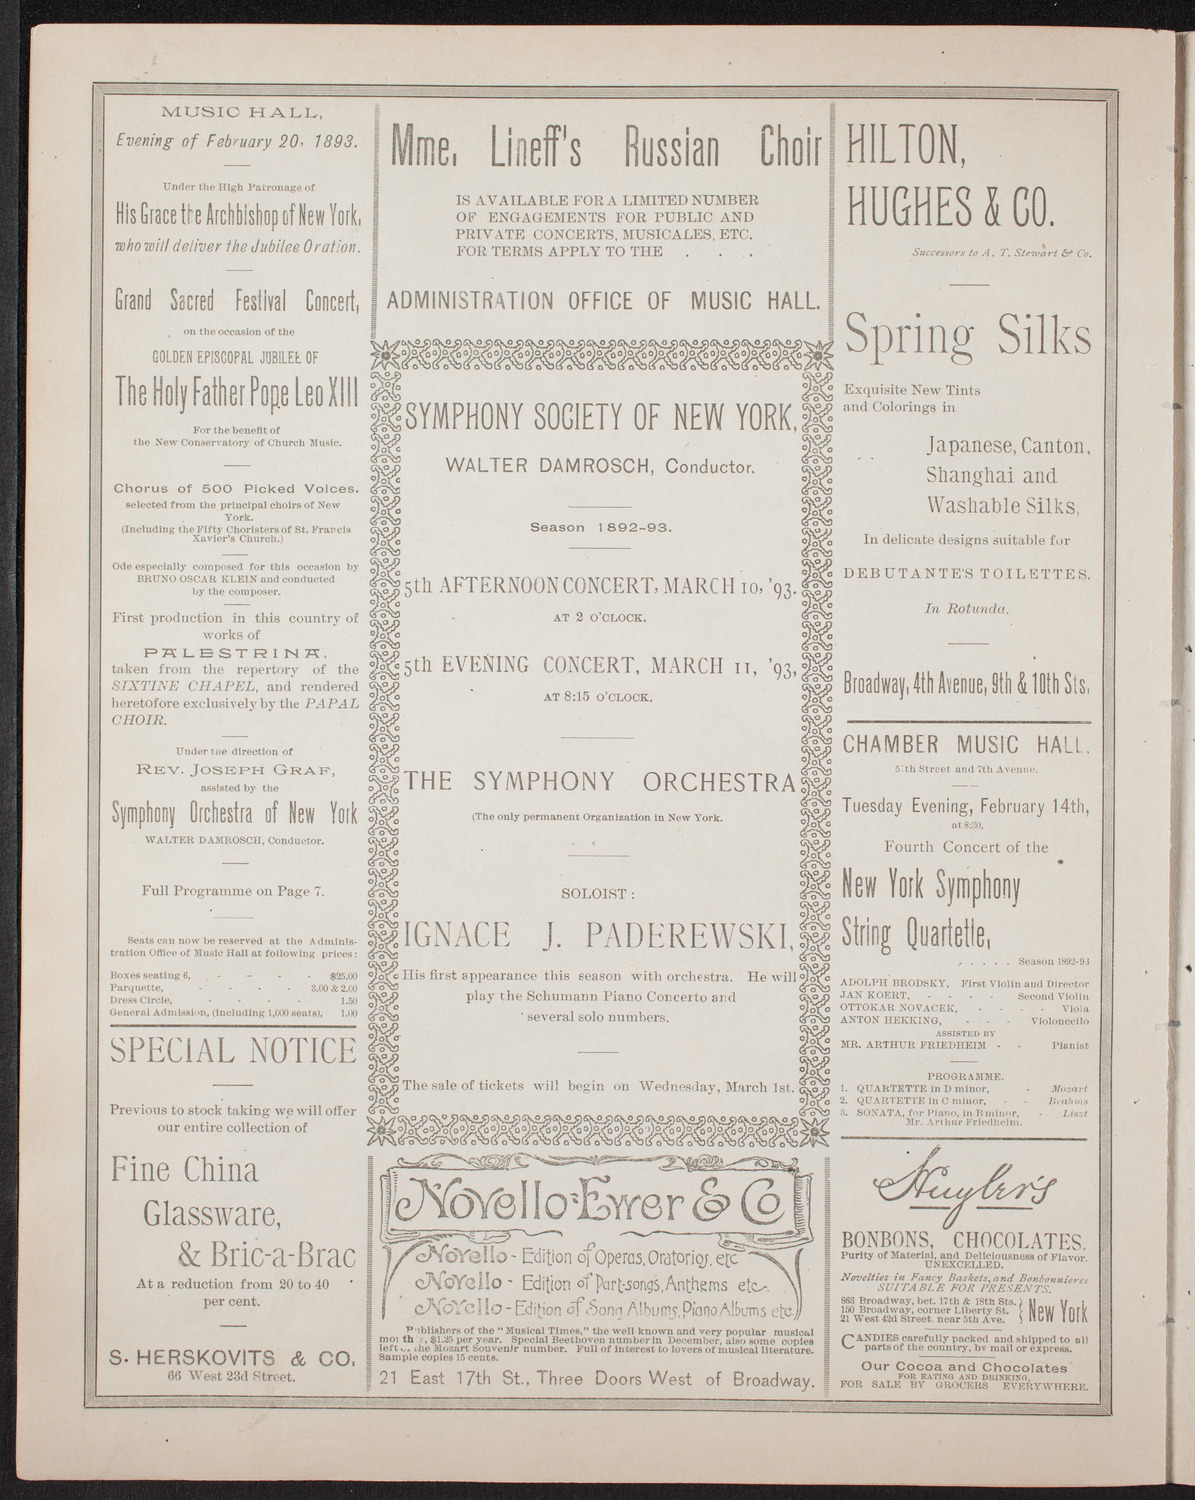 MUSIC HALL,
Evening of February 20, 1893.
Under the High Patronage of
His Grace the Archbishop of New York,
who will deliver the Jubilee Oration.
Grand Sacred Festival Concert,
on the occasion of the
GOLDEN EPISCOPAL JUBILEE OF
The Holy Father Pope Leo XIII
For the benefit of
the New Conservatory of Church Music.
Chorus of 500 Picked Voices.
selected from the principal choirs of New
York.
(Including the Fifty Choristers of St. Francis
Xavier's Church.)
Ode especially composed for this occasion by
BRUNO OSCAR KLEIN and conducted
by the composer.
First production in this country of
works of
PALESTRINA,
taken from the repertory of the
SIXTINE CHAPEL, and rendered
heretofore exclusively by the PAPAL
CHOIR.
Under the direction of
REV. JOSEPH GRAF,
assisted by the
Symphony Orchestra of New York
WALTER DAMROSCH, Conductor.
Full Programme on Page 7.
Seats can now be reserved at the Adminis-
tration Office of Music Hall at following prices:
Boxes seating 6, - - - - $25.00
Parquette, - - - - 3.00 & 2.00
Dress Circle, - - - - 1.50
General Admission, (including 1,000 seats), 1.00
SPECIAL NOTICE
Previous to stock taking we will offer
our entire collection of
Fine China
Glassware,
& Bric-a-Brac
At a reduction from 20 to 40
per cent.
S. HERSKOVITS & CO.
66 West 23d Street.
Mme. Lineff's Russian Choir
IS AVAILABLE FOR A LIMITED NUMBER
OF ENGAGEMENTS FOR PUBLIC AND
PRIVATE CONCERTS, MUSICALES, ETC.
FOR TERMS APPLY TO THE . . .
ADMINISTRATION OFFICE OF MUSIC HALL.
SYMPHONY SOCIETY OF NEW YORK,
WALTER DAMROSCH, Conductor.
Season 1892-93.
5th AFTERNOON CONCERT, MARCH 10, '93.
AT 2 O'CLOCK.
5th EVENING CONCERT, MARCH 11, '93,
AT 8:15 O'CLOCK.
THE SYMPHONY ORCHESTRA
(The only permanent Organization in New York.
SOLOIST:
IGNACE J. PADEREWSKI,
His first appearance this season with orchestra. He will
play the Schumann Piano Concerto and
several solo numbers.
The sale of tickets will begin on Wednesday, March 1st.
Novello-Ewer & Co
Novello - Edition of Operas, Oratorios, etc
Novello - Edition of Part-songs, Anthems etc-.
Novello - Edition of Song Albums, Piano Albums etc.
Publishers of the "Musical Times," the well known and very popular musical
month , $1.25 per year. Special Beethoven number in December, also some copies
left the Mozart Souvenir number. Full of interest to lovers of musical literature.
Sample copies 15 cents.
21 East 17th St., Three Doors West of Broadway.
HILTON,
HUGHES & CO.
Successors to A. T. Stewart & Co.
Spring Silks
Exquisite New Tints
and Colorings in
Japanese, Canton,
Shanghai and
Washable Silks,
In delicate designs suitable for
DEBUTANTE'S TOILETTES.
In Rotunda.
Broadway, 4th Avenue, 9th & 10th Sts.
CHAMBER MUSIC HALL,
57th Street and 7th Avenue.
Tuesday Evening, February 14th,
at 8:30,
Fourth Concert of the
New York Symphony
String Quartette,
. . . . . Season 1892-93
ADOLPH BRODSKY, First Violin and Director
JAN KOERT, - - - - Second Violin
OTTOKAR NOVACEK, - - - - Viola
ANTON HEKKING, - - - Violoncello
ASSISTED BY
MR. ARTHUR FRIEDHEIM - - Pianist
PROGRAMME.
1. QUARTETTE in D minor, - Mozart
2. QUARTETTE in C minor, - - Brahms
3. SONATA, for Piano, in B minor, - Liszt
Mr. Arthur Friedheim.
Huyler's
BONBONS, CHOCOLATES.
Purity of Material, and Deliciousness of Flavor.
UNEXCELLED.
Novelties in Fancy Baskets, and Bonbonnieres
SUITABLE FOR PRESENTS.
863 Broadway, bet. 17th & 18th Sts.
150 Broadway, corner Liberty St.
21 West 42d Street. near 5th Ave.
New York
CANDIES carefully packed and shipped to all
parts of the country, by mail or express.
Our Cocoa and Chocolates
FOR EATING AND DRINKING,
FOR SALE BY GROCERS EVERYWHERE.